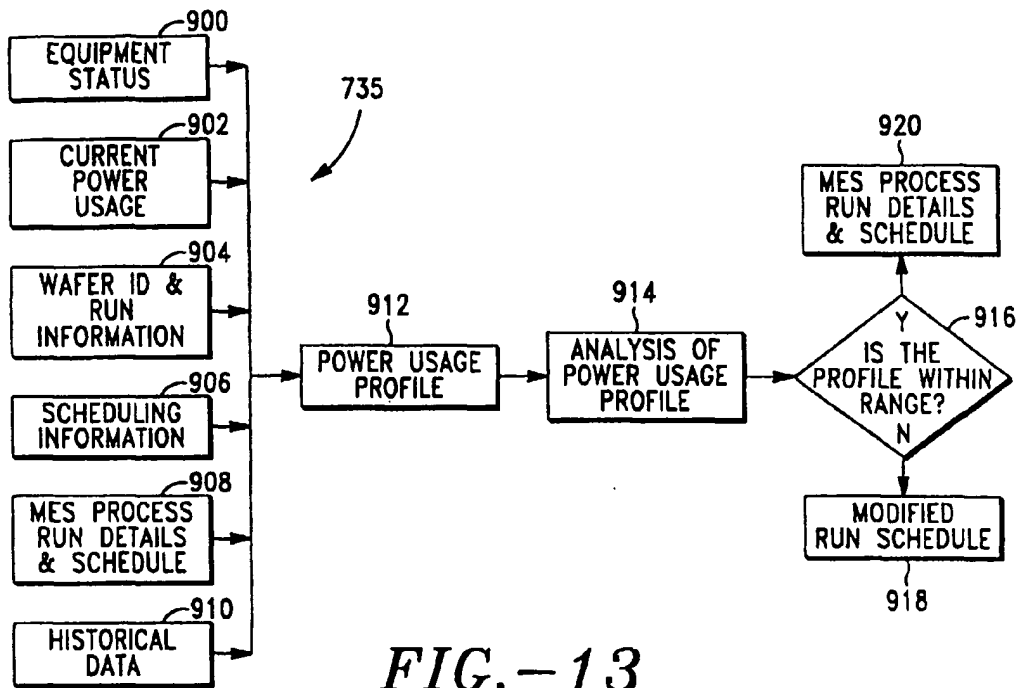 900
EQUIPMENT
STATUS
902
CURRENT
POWER
USAGE
904
WAFER ID &
RUN
INFORMATION
906
SCHEDULING
INFORMATION
908
MES PROCESS
RUN DETAILS
& SCHEDULE
910
HISTORICAL
DATA
735
912
POWER USAGE
PROFILE
914
ANALYSIS OF
POWER USAGE
PROFILE
920
MES PROCESS
RUN DETAILS
& SCHEDULE
916
Y
IS THE
PROFILE WITHIN
RANGE?
N
MODIFIED
RUN SCHEDULE
918
FIG.-13